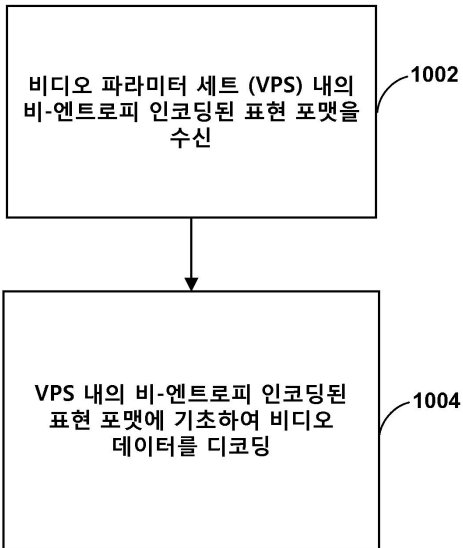 비디오 파라미터 세트 (VPS) 내의
비-엔트로피 인코딩된 표현 포맷을
수신
1002
VPS 내의 비-엔트로피 인코딩된
표현 포맷에 기초하여 비디오
데이터를 디코딩
1004